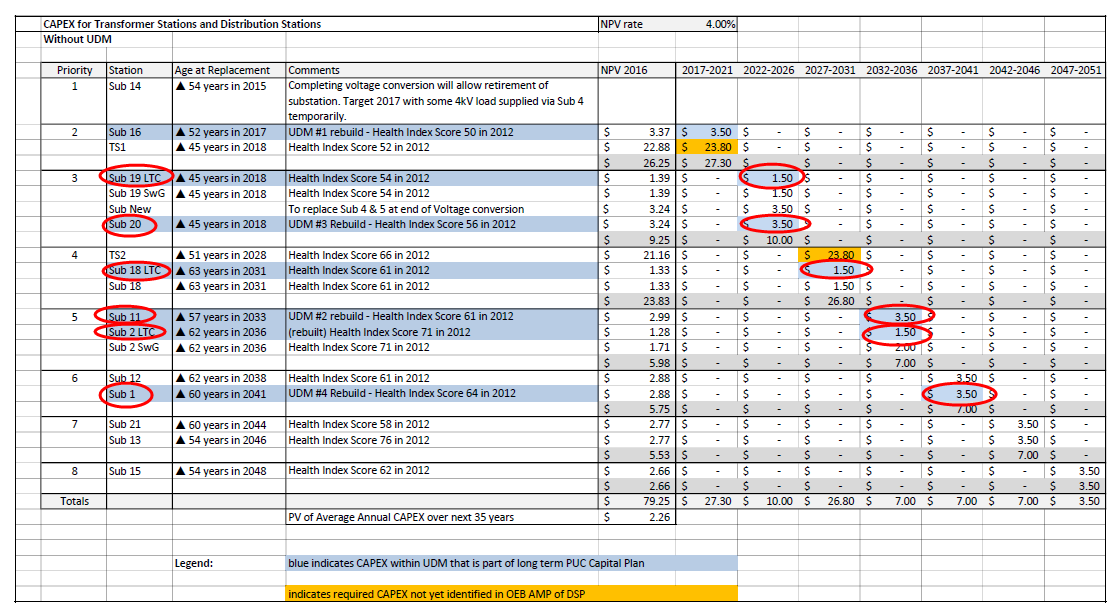 CAPEX for Transformer Stations and Distribution Stations NPV rate 4.00%
Without UDM
Priority Station Age at Replacement Comments NPV 2016 2017-2021 2022-2026 2027-2031 2032-2036 2037-2041 2042-2046 2047-2051
1 Sub 14 ▲ 54 years in 2015 Completing voltage conversion will allow retirement of
substation. Target 2017 with some 4kV load supplied via Sub 4
temporarily.
2 Sub 16 ▲ 52 years in 2017 UDM #1 rebuild - Health Index Score 50 in 2012 $ 3.37 $ 3.50 $ - $ - $ - $ - $ - $ -
TS1 ▲ 45 years in 2018 Health Index Score 52 in 2012 $ 22.88 $ 23.80 $ - $ - $ - $ - $ - $ -
$ 26.25 $ 27.30 $ - $ - $ - $ - $ - $ -
3 Sub 19 LTC ▲ 45 years in 2018 Health Index Score 54 in 2012 $ 1.39 $ - $ 1.50 $ - $ - $ - $ - $ -
Sub 19 SwG ▲ 45 years in 2018 Health Index Score 54 in 2012 $ 1.39 $ - $ 1.50 $ - $ - $ - $ - $ -
Sub New To replace Sub 4 & 5 at end of Voltage conversion $ 3.24 $ - $ 3.50 $ - $ - $ - $ - $ -
Sub 20 ▲ 45 years in 2018 UDM #3 Rebuild - Health Index Score 56 in 2012 $ 3.24 $ - $ 3.50 $ - $ - $ - $ - $ -
$ 9.25 $ - $ 10.00 $ - $ - $ - $ - $ -
4 TS2 ▲ 51 years in 2028 Health Index Score 66 in 2012 $ 21.16 $ - $ - $ 23.80 $ - $ - $ - $ -
Sub 18 LTC ▲ 63 years in 2031 Health Index Score 61 in 2012 $ 1.33 $ - $ - $ 1.50 $ - $ - $ - $ -
Sub 18 ▲ 63 years in 2031 Health Index Score 61 in 2012 $ 1.33 $ - $ - $ 1.50 $ - $ - $ - $ -
$ 23.83 $ - $ - $ 26.80 $ - $ - $ - $ -
5 Sub 11 ▲ 57 years in 2033 UDM #2 rebuild - Health Index Score 61 in 2012 $ 2.99 $ - $ - $ - $ 3.50 $ - $ - $ -
Sub 2 LTC ▲ 62 years in 2036 (rebuilt) Health Index Score 71 in 2012 $ 1.28 $ - $ - $ - $ 1.50 $ - $ - $ -
Sub 2 SwG ▲ 62 years in 2036 Health Index Score 71 in 2012 $ 1.71 $ - $ - $ - $ 2.00 $ - $ - $ -
$ 5.98 $ - $ - $ - $ 7.00 $ - $ - $ -
6 Sub 12 ▲ 62 years in 2038 Health Index Score 61 in 2012 $ 2.88 $ - $ - $ - $ - $ 3.50 $ - $ -
Sub 1 ▲ 60 years in 2041 UDM #4 Rebuild - Health Index Score 64 in 2012 $ 2.88 $ - $ - $ - $ - $ 3.50 $ - $ -
$ 5.75 $ - $ - $ - $ - $ 7.00 $ - $ -
7 Sub 21 ▲ 60 years in 2044 Health Index Score 58 in 2012 $ 2.77 $ - $ - $ - $ - $ - $ 3.50 $ -
Sub 13 ▲ 54 years in 2046 Health Index Score 76 in 2012 $ 2.77 $ - $ - $ - $ - $ - $ 3.50 $ -
$ 5.53 $ - $ - $ - $ - $ - $ 7.00 $ -
8 Sub 15 ▲ 54 years in 2048 Health Index Score 62 in 2012 $ 2.66 $ - $ - $ - $ - $ - $ - $ 3.50
$ 2.66 $ - $ - $ - $ - $ - $ - $ 3.50
Totals $ 79.25 $ 27.30 $ 10.00 $ 26.80 $ 7.00 $ 7.00 $ 7.00 $ 3.50
PV of Average Annual CAPEX over next 35 years $ 2.26
Legend: blue indicates CAPEX within UDM that is part of long term PUC Capital Plan
indicates required CAPEX not yet identified in OEB AMP of DSP